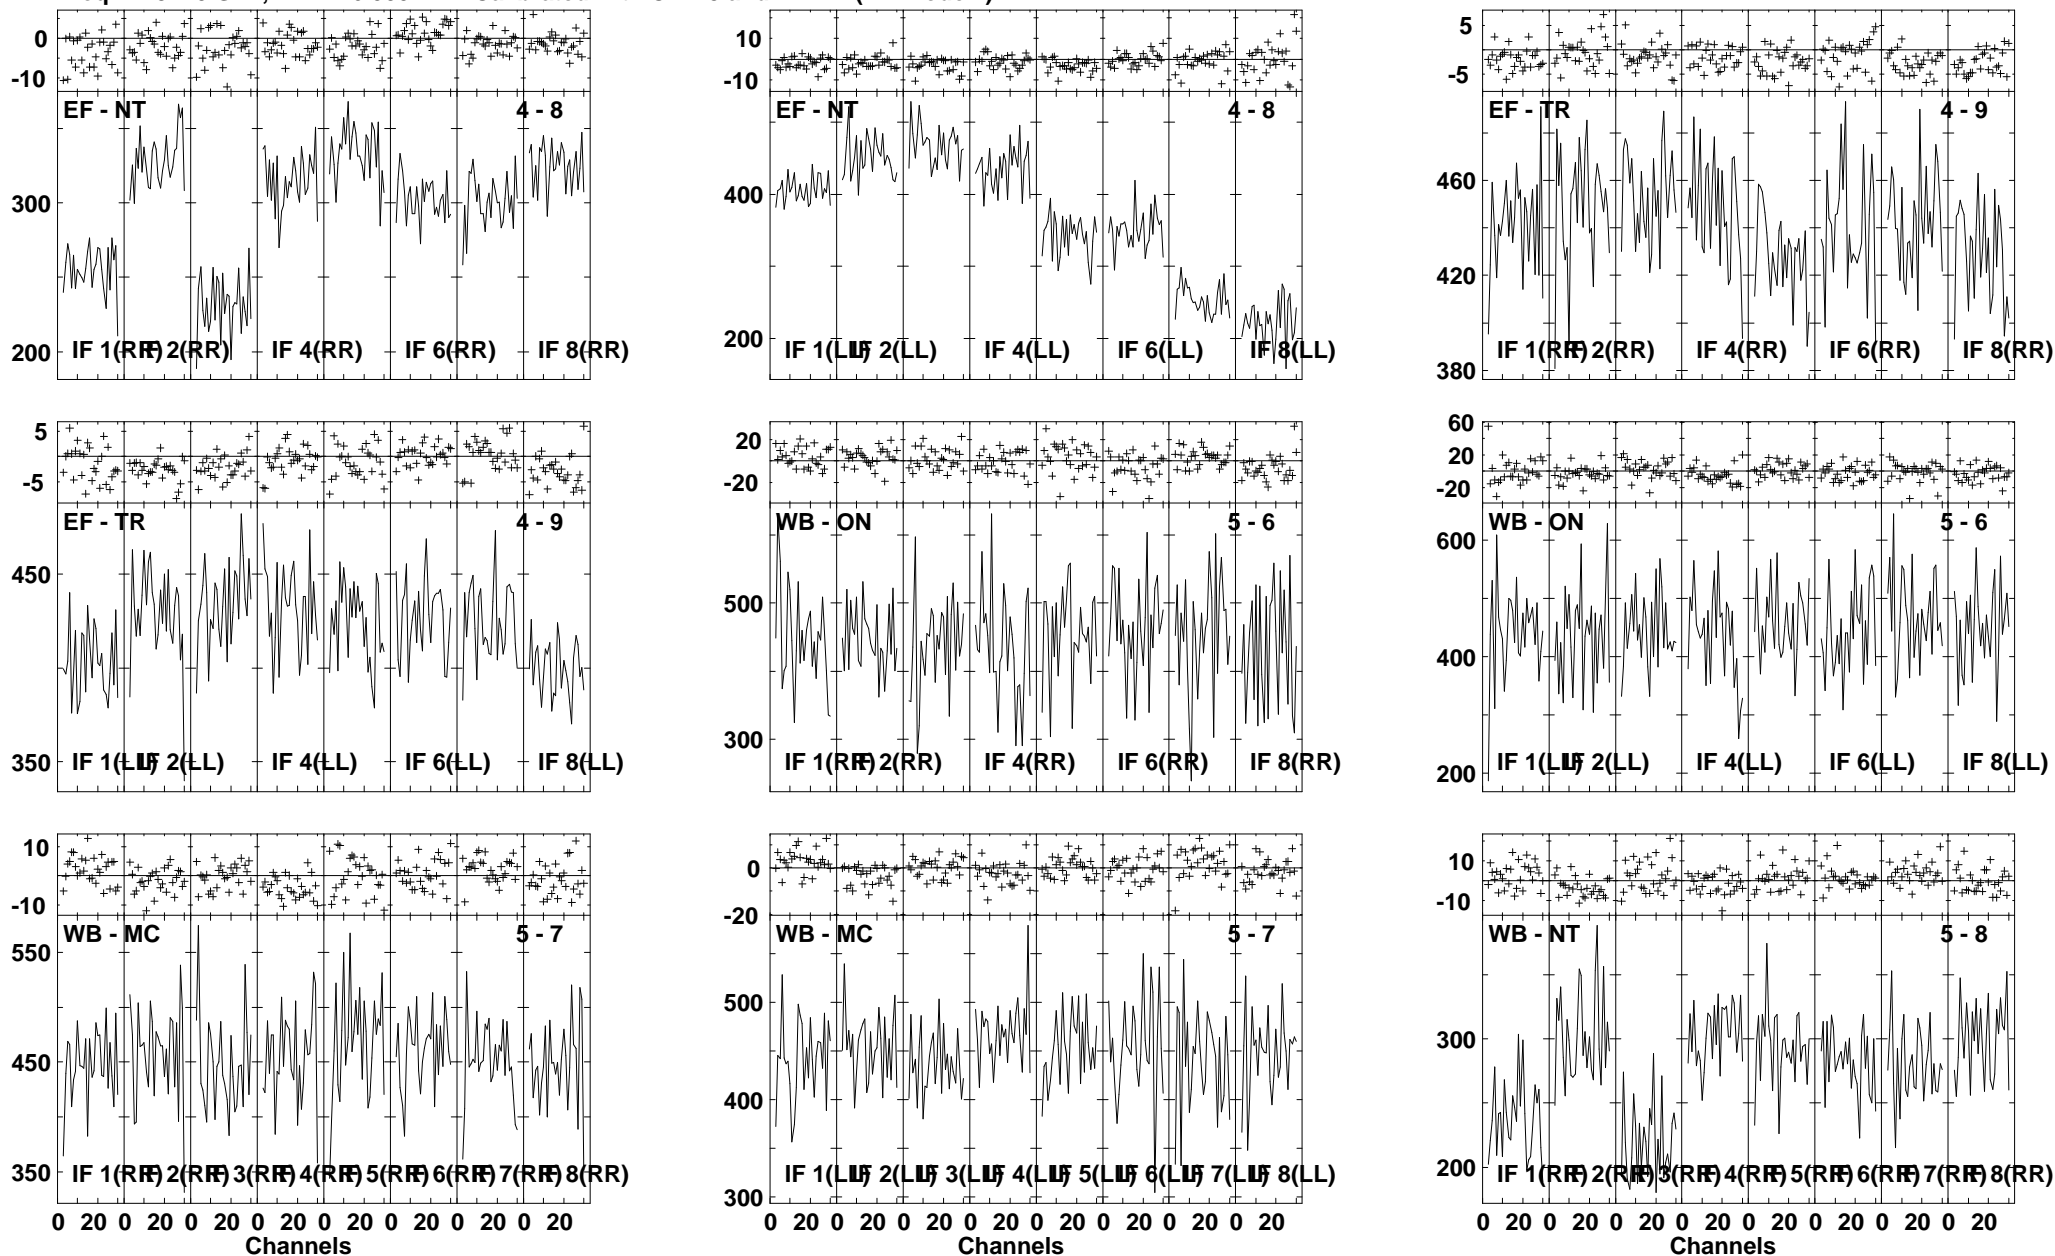 0
-10
EF - NT 4 - 8
300
200
IF 1(RR) IF 2(RR) IF 4(RR) IF 6(RR) IF 8(RR)
10
-10
EF - NT 4 - 8
400
200
IF 1(LL) IF 2(LL) IF 4(LL) IF 6(LL) IF 8(LL)
5
-5
EF - TR 4 - 9
460
420
380
IF 1(RR) IF 2(RR) IF 4(RR) IF 6(RR) IF 8(RR)
5
-5
EF - TR 4 - 9
450
350
IF 1(LL) IF 2(LL) IF 4(LL) IF 6(LL) IF 8(LL)
20
-20
WB - ON 5 - 6
500
300
IF 1(RR) IF 2(RR) IF 4(RR) IF 6(RR) IF 8(RR)
60
20
-20
WB - ON 5 - 6
600
400
200
IF 1(LL) IF 2(LL) IF 4(LL) IF 6(LL) IF 8(LL)
10
-10
WB - MC 5 - 7
550
450
350
IF 1(RR) IF 2(RR) IF 3(RR) IF 4(RR) IF 5(RR) IF 6(RR) IF 7(RR) IF 8(RR)
0 20 0 20 0 20 0 20 0 20 0 20 0 20 0 20
Channels
0
-20
WB - MC 5 - 7
500
400
300
IF 1(LL) IF 2(LL) IF 3(LL) IF 4(LL) IF 5(LL) IF 6(LL) IF 7(LL) IF 8(LL)
0 20 0 20 0 20 0 20 0 20 0 20 0 20 0 20
Channels
10
-10
WB - NT 5 - 8
300
200
IF 1(RR) IF 2(RR) IF 3(RR) IF 4(RR) IF 5(RR) IF 6(RR) IF 7(RR) IF 8(RR)
0 20 0 20 0 20 0 20 0 20 0 20 0 20 0 20
Channels